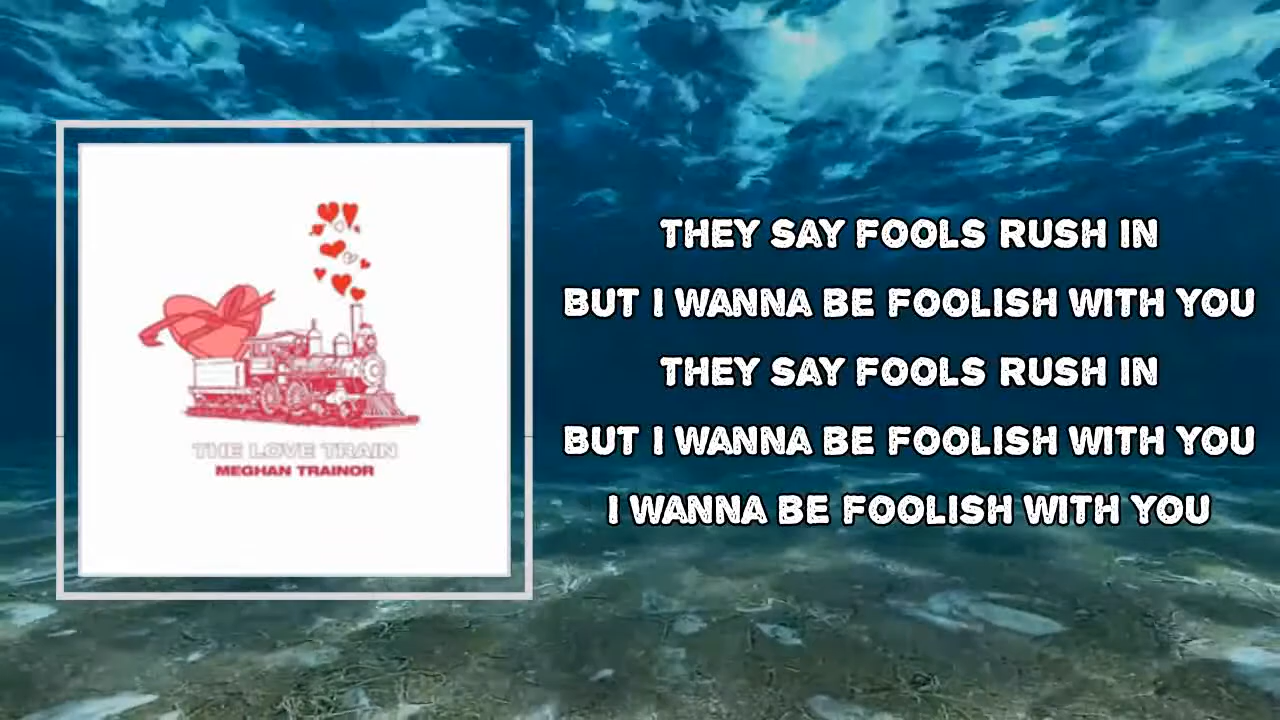 THE LOVE TRAIN
MEGHAN TRAINOR
THEY SAY FOOLS RUSH IN
BUT I WANNA BE FOOLISH WITH YOU
THEY SAY FOOLS RUSH IN
BUT I WANNA BE FOOLISH WITH YOU
I WANNA BE FOOLISH WITH YOU